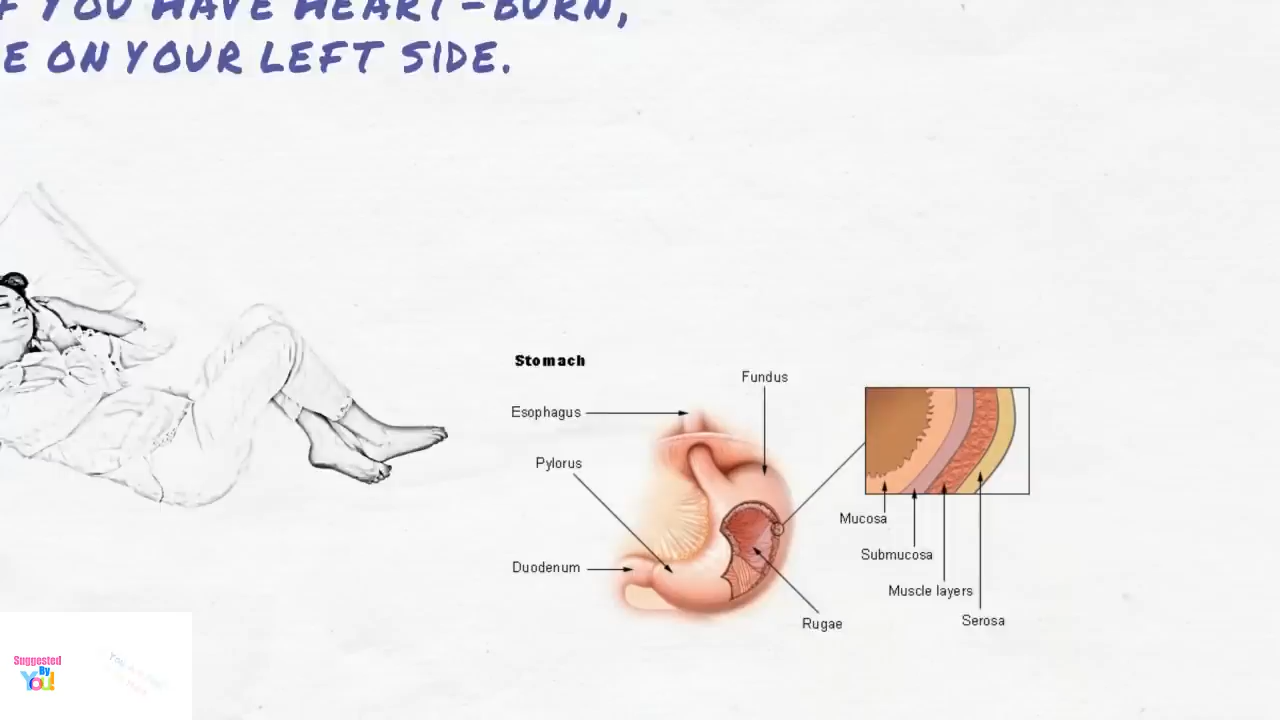 F YOU HAVE HEART-BURN,
E ON YOUR LEFT SIDE.
Stomach
Fundus
Esophagus
Pylorus
Duodenum
Mucosa
Submucosa
Muscle layers
Serosa
Rugae
Suggested
By
You!